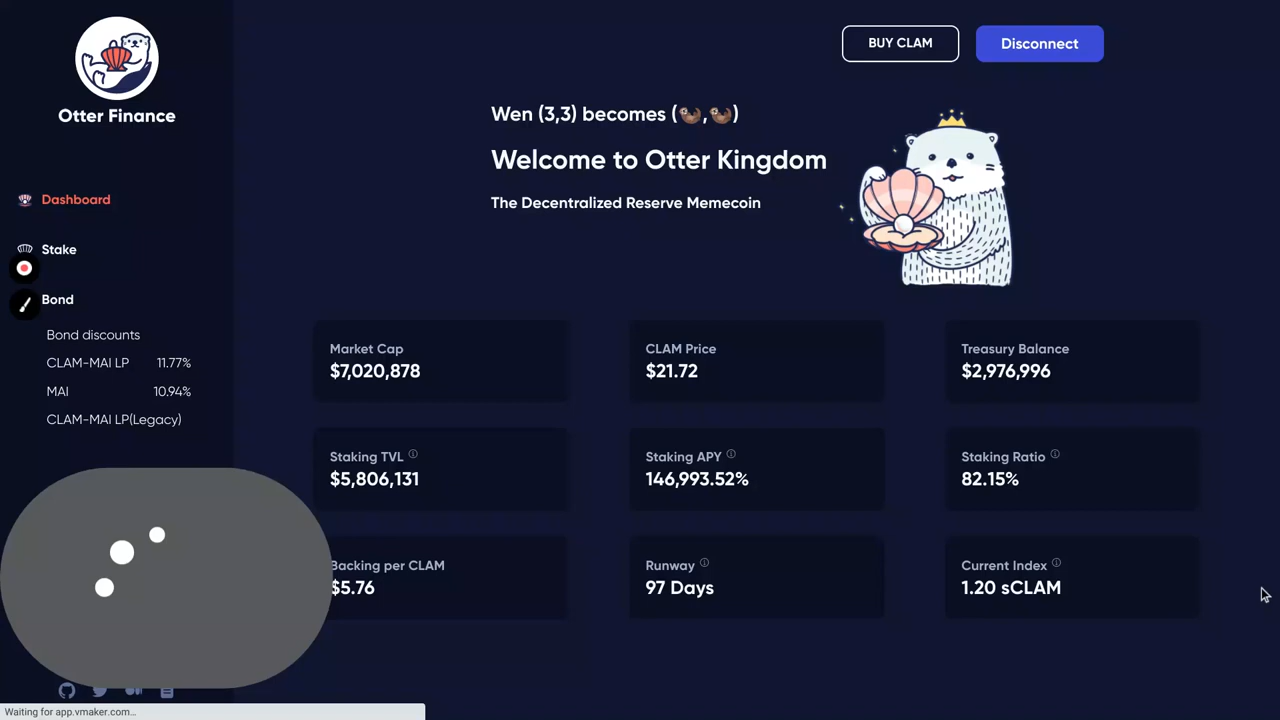 Otter Finance
Dashboard
Stake
Bond
Bond discounts
CLAM-MAI LP 11.77%
MAI 10.94%
CLAM-MAI LP(Legacy)
BUY CLAM
Disconnect
Wen (3,3) becomes (🦦,🦦)
Welcome to Otter Kingdom
The Decentralized Reserve Memecoin
Market Cap
$7,020,878
CLAM Price
$21.72
Treasury Balance
$2,976,996
Staking TVL
$5,806,131
Staking APY
146,993.52%
Staking Ratio
82.15%
Backing per CLAM
$5.76
Runway
97 Days
Current Index
1.20 sCLAM
Waiting for app.vmaker.com...